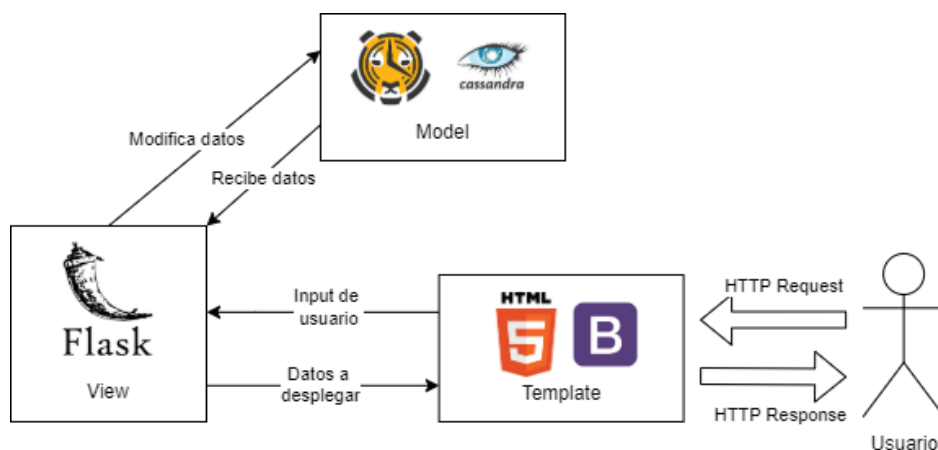 cassandra
Model
Modifica datos
Recibe datos
Flask
View
Input de
usuario
Datos a
desplegar
HTML
5
B
Template
HTTP Request
HTTP Response
Usuario